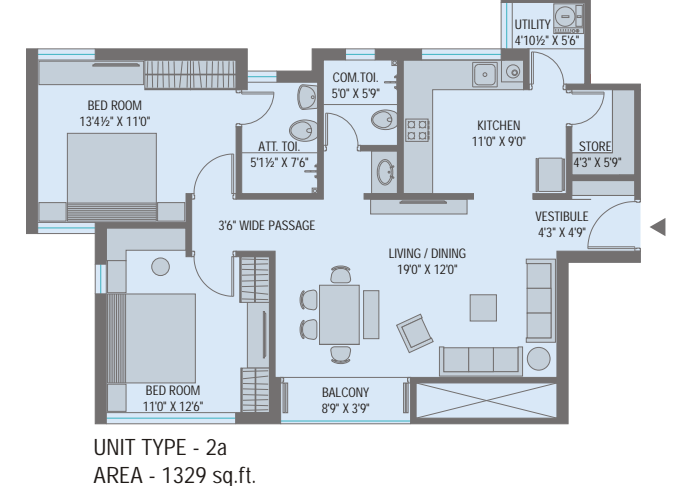 UTILITY
4'10½" X 5'6"
BED ROOM
13'4½" X 11'0"
COM.TOI.
5'0" X 5'9"
ATT. TOI.
5'1½" X 7'6"
KITCHEN
11'0" X 9'0"
STORE
4'3" X 5'9"
3'6" WIDE PASSAGE
VESTIBULE
4'3" X 4'9"
LIVING / DINING
19'0" X 12'0"
BED ROOM
11'0" X 12'6"
BALCONY
8'9" X 3'9"
UNIT TYPE - 2a
AREA - 1329 sq.ft.